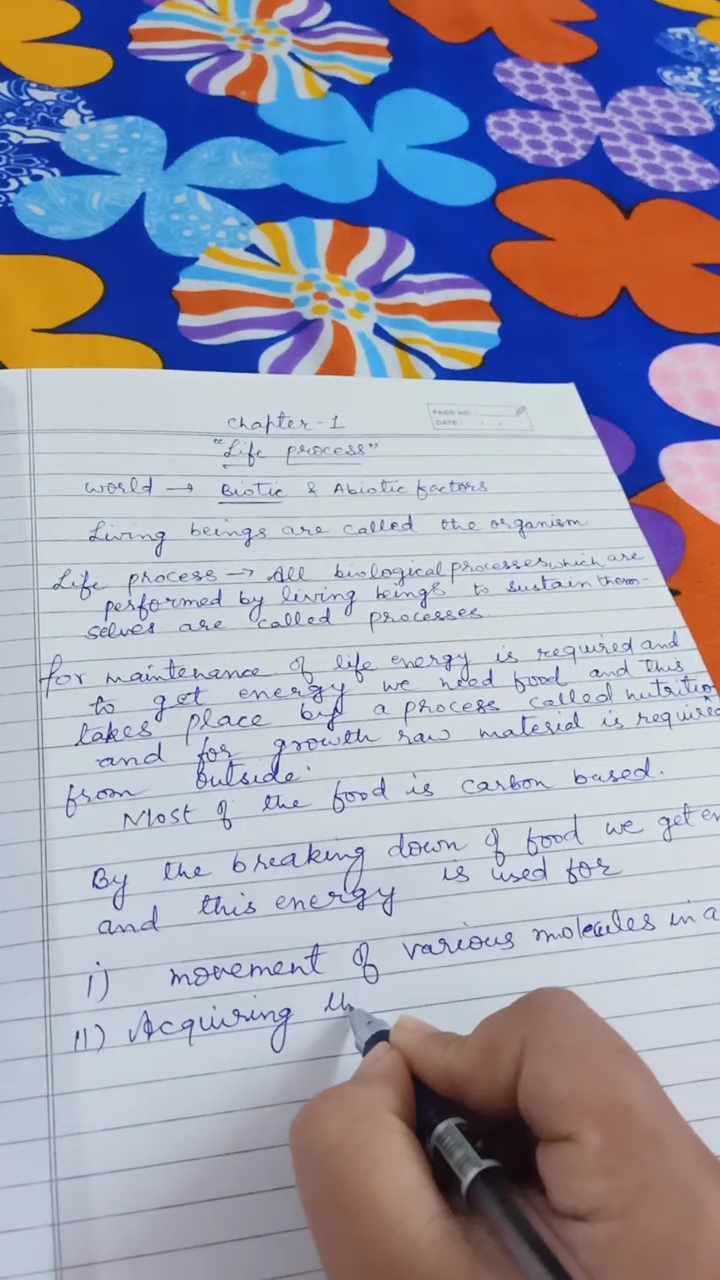 PAGE NO.:
DATE: / /
Chapter-1
"Life process"
world → Biotic & Abiotic factors
Living beings are called the organism
Life process → All biological processes which are
performed by living beings to sustain them-
selves are called processes.
for maintenance of life energy is required and
to get energy we need food and this
takes place by a process called nutrition
and for growth raw material is required
from outside.
Most of the food is carbon based.
By the breaking down of food we get en
and this energy is used for
i) movement of various molecules in a
II) Acquiring